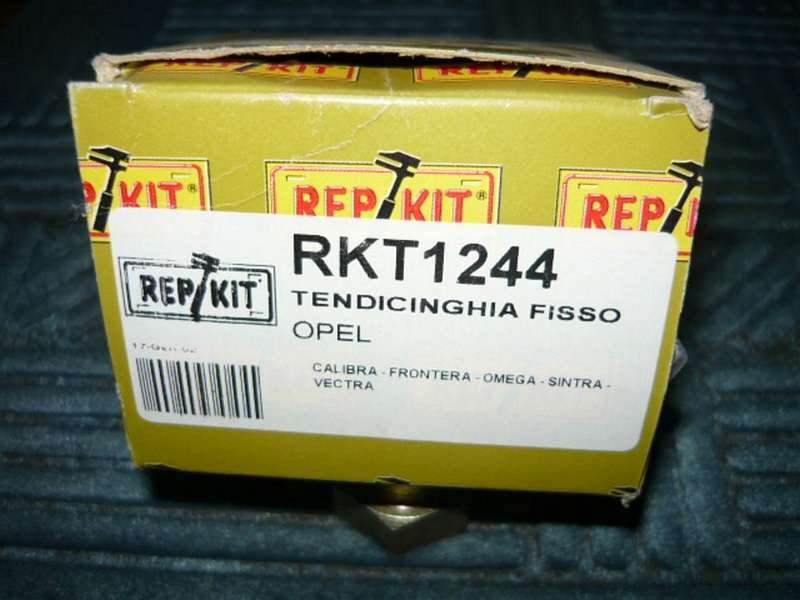 REP KIT
REP KIT®
REP KIT
RKT1244
REP KIT
TENDICINGHIA FiSSO
OPEL
CALIBRA - FRONTERA - OMEGA - SINTRA -
VECTRA